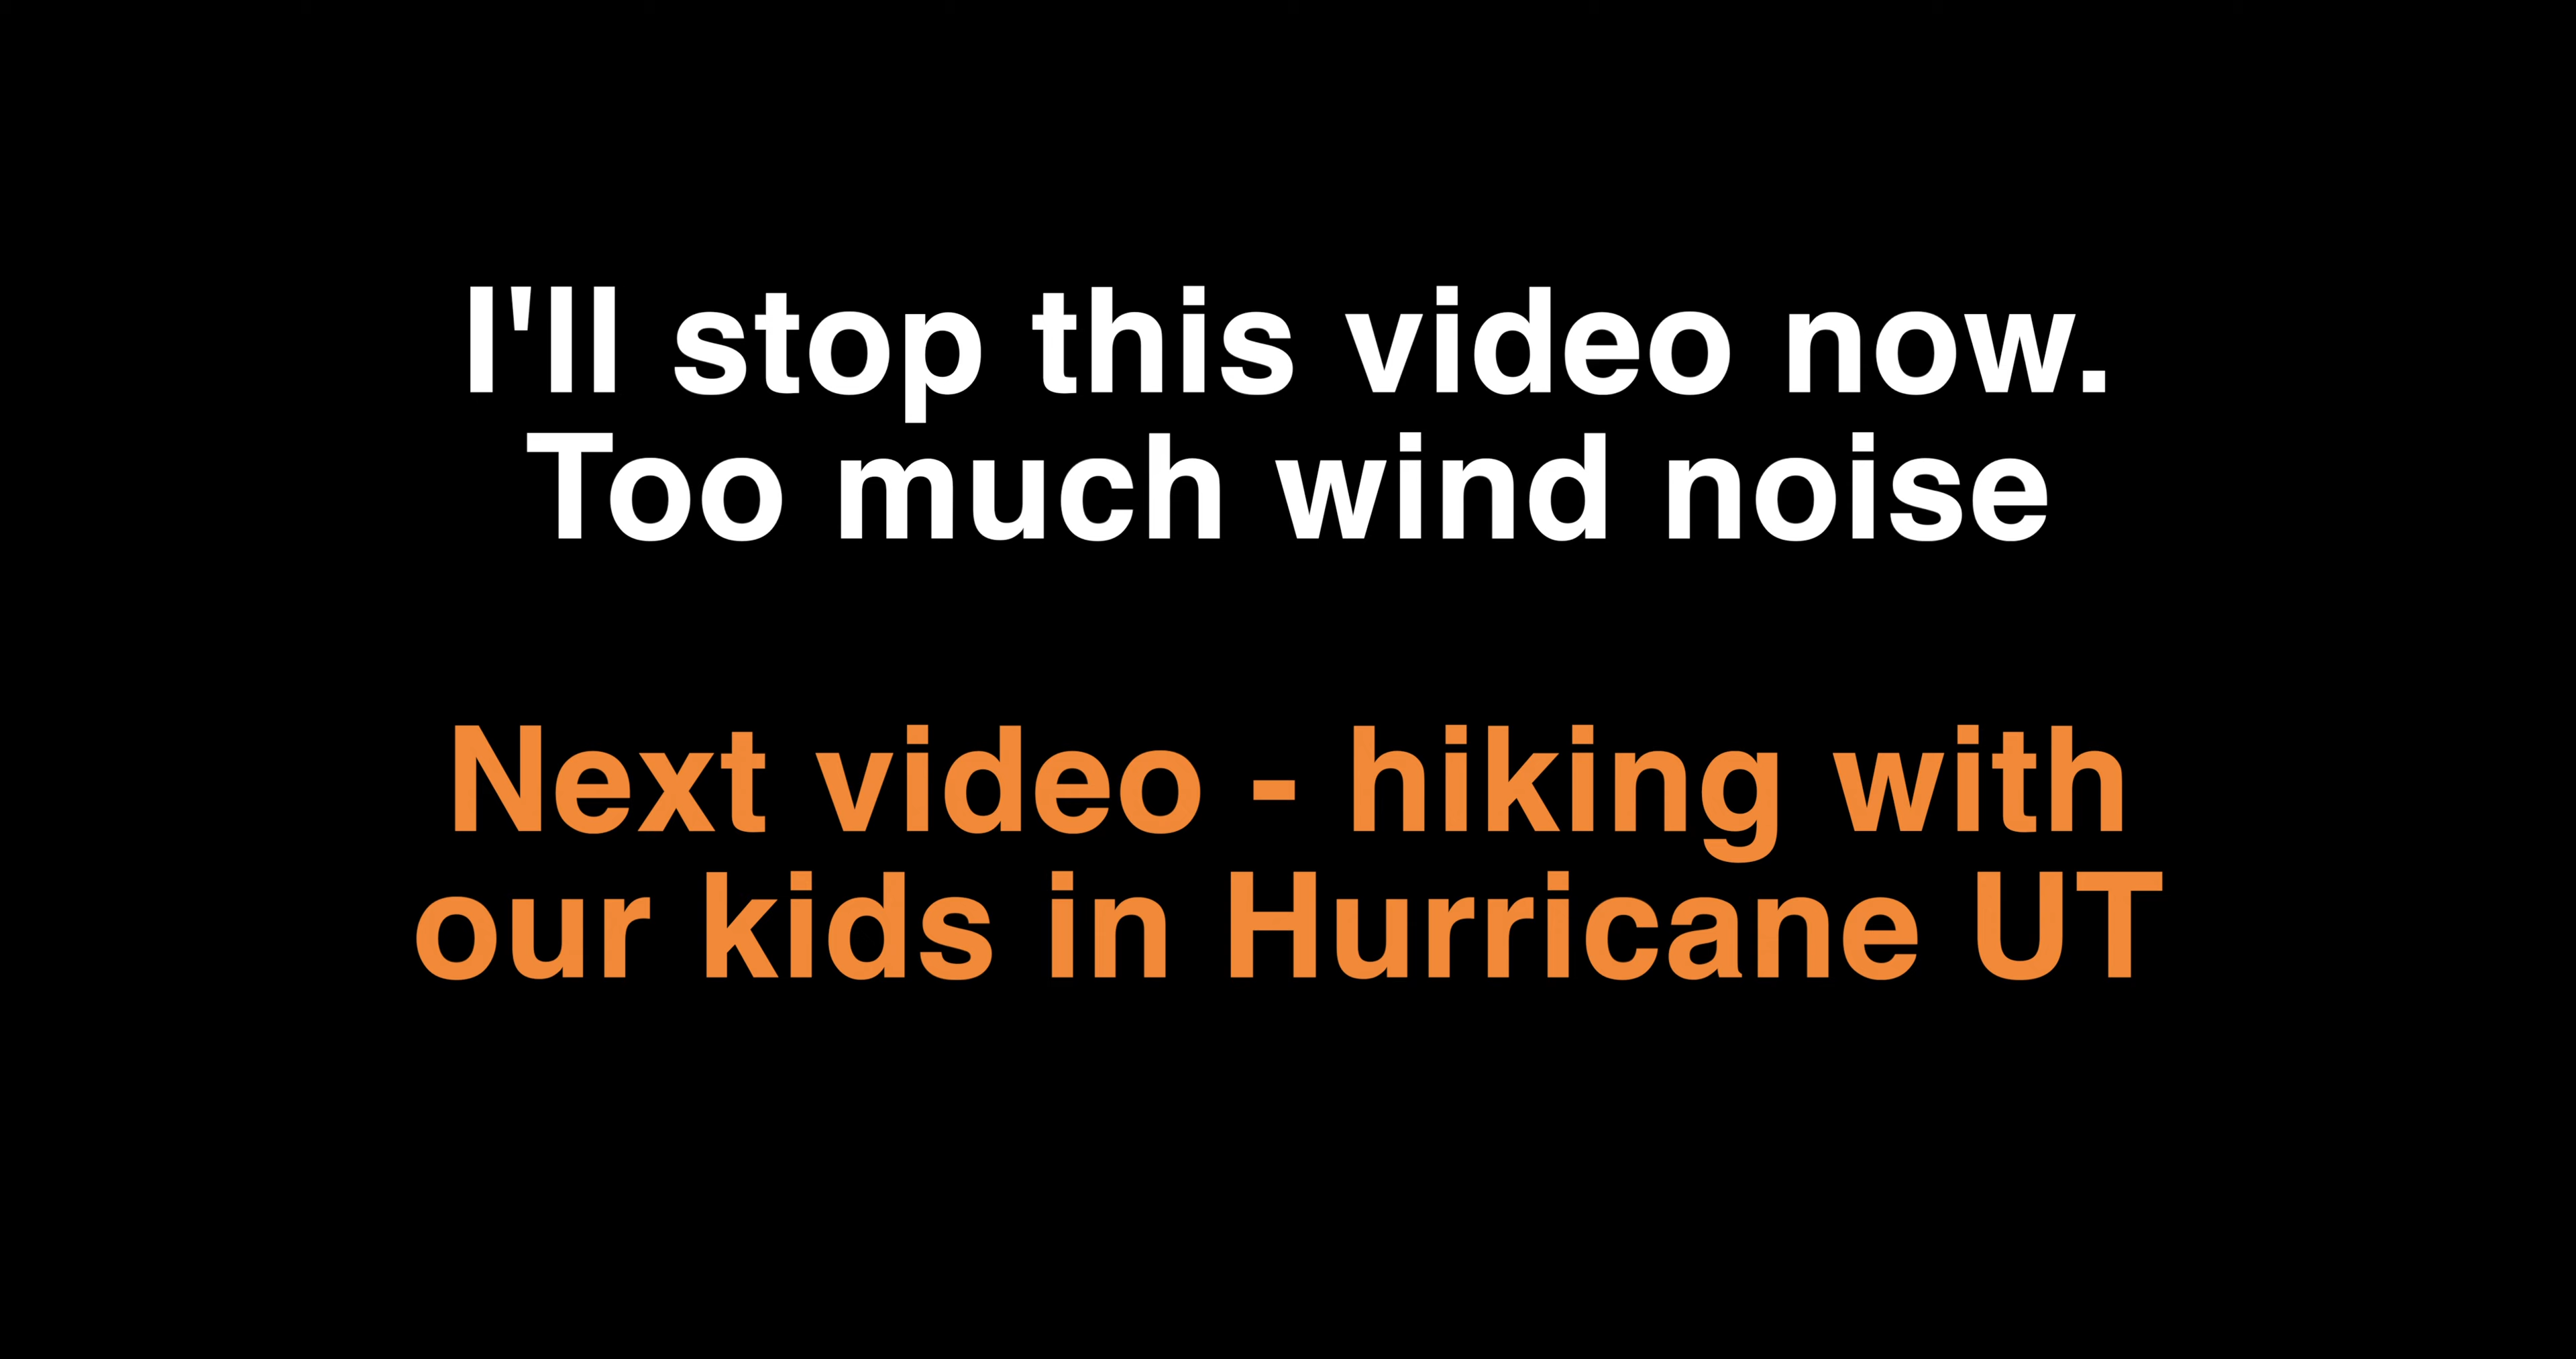 I'll stop this video now.
Too much wind noise
Next video - hiking with
our kids in Hurricane UT